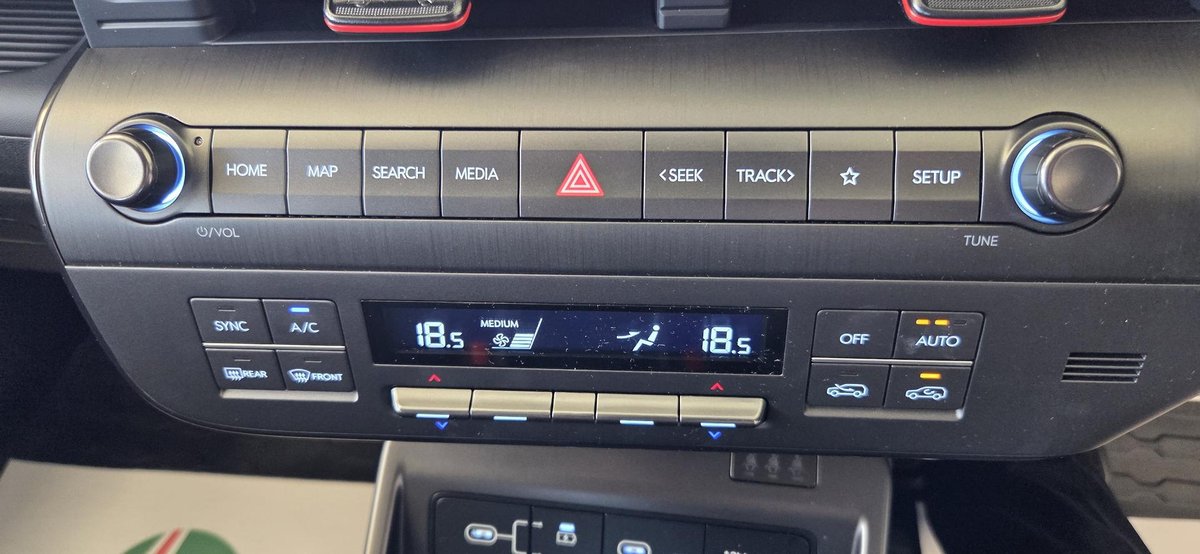 HOME MAP SEARCH MEDIA <SEEK TRACK> SETUP
/VOL
TUNE
SYNC
A/C
REAR
FRONT
18.5
MEDIUM
18.5
OFF
AUTO